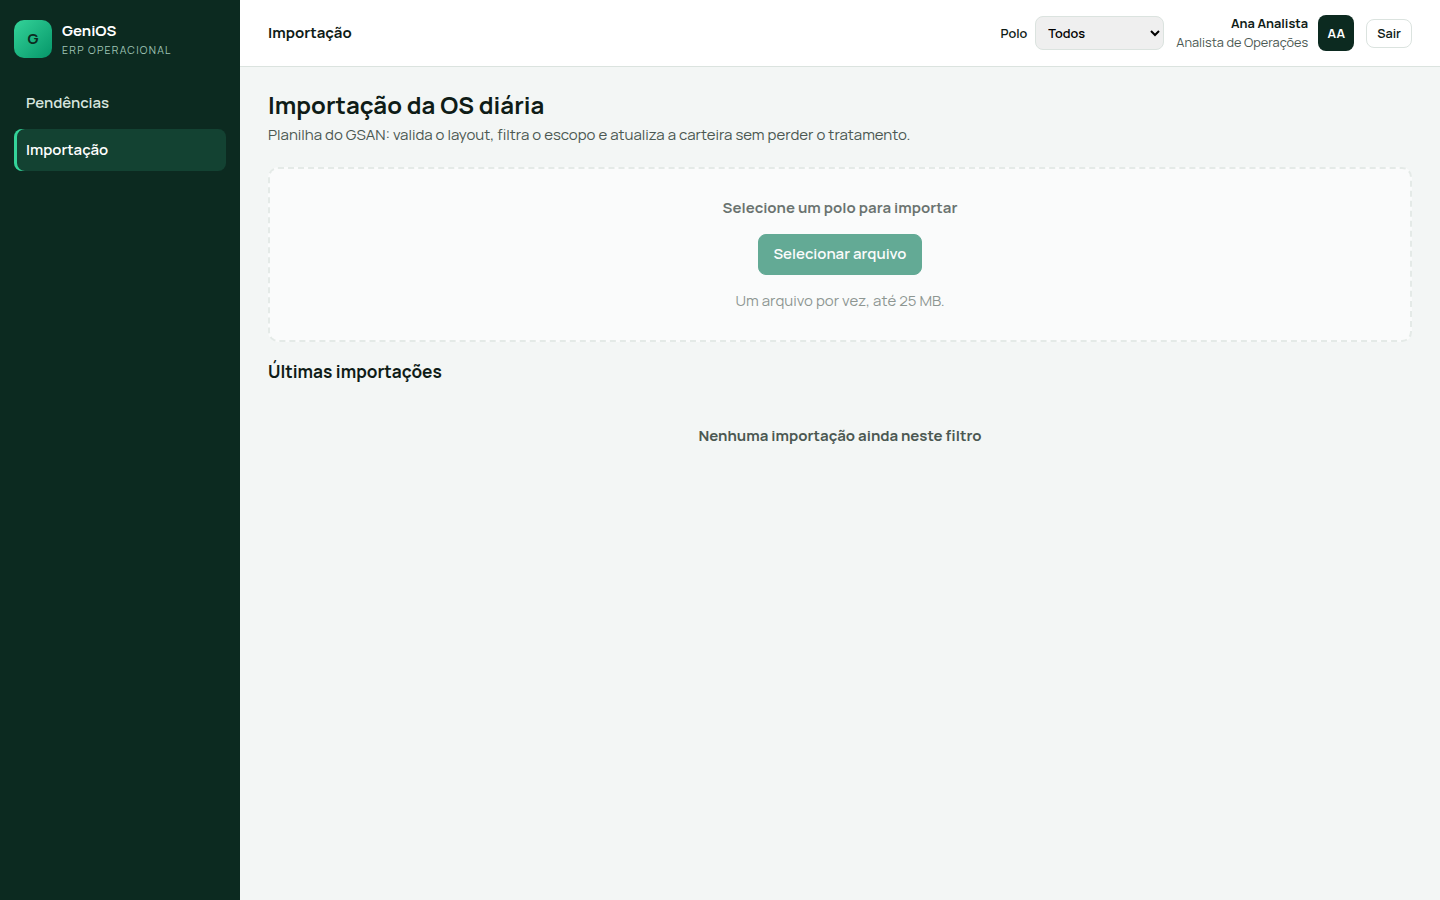 G
GeniOS
ERP OPERACIONAL
Pendências
Importação
Importação
Polo
Todos
Ana Analista
Analista de Operações
AA
Sair
Importação da OS diária
Planilha do GSAN: valida o layout, filtra o escopo e atualiza a carteira sem perder o tratamento.
Selecione um polo para importar
Selecionar arquivo
Um arquivo por vez, até 25 MB.
Últimas importações
Nenhuma importação ainda neste filtro